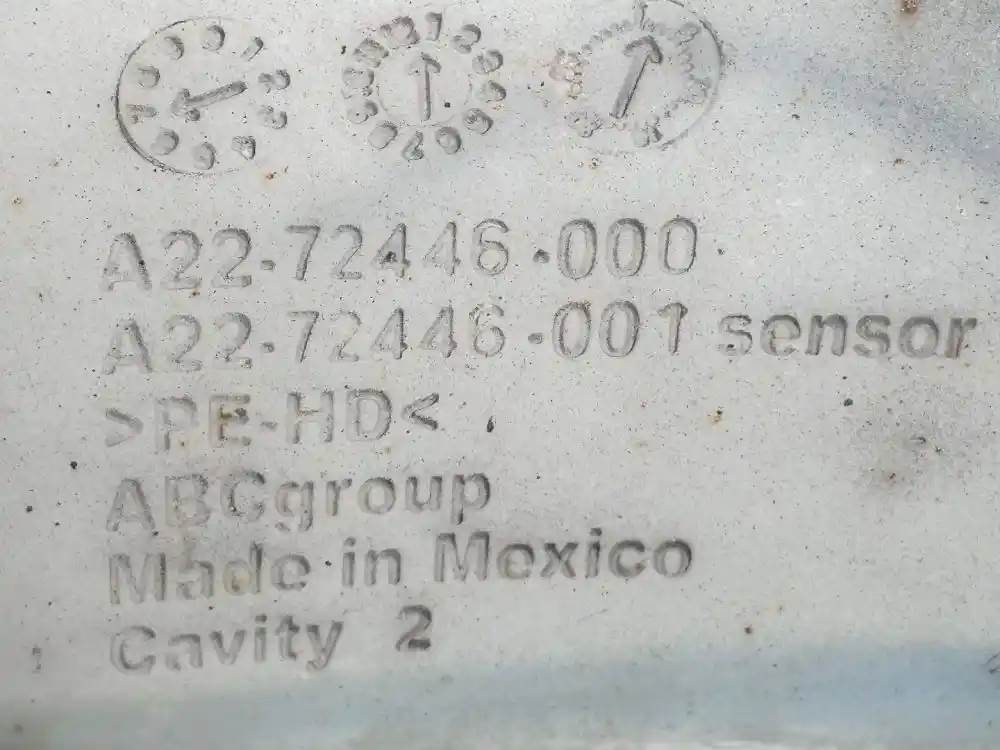 A22-72446-000
A22-72446-001 sensor
>PE-HD<
ABCgroup
Made in Mexico
Cavity 2